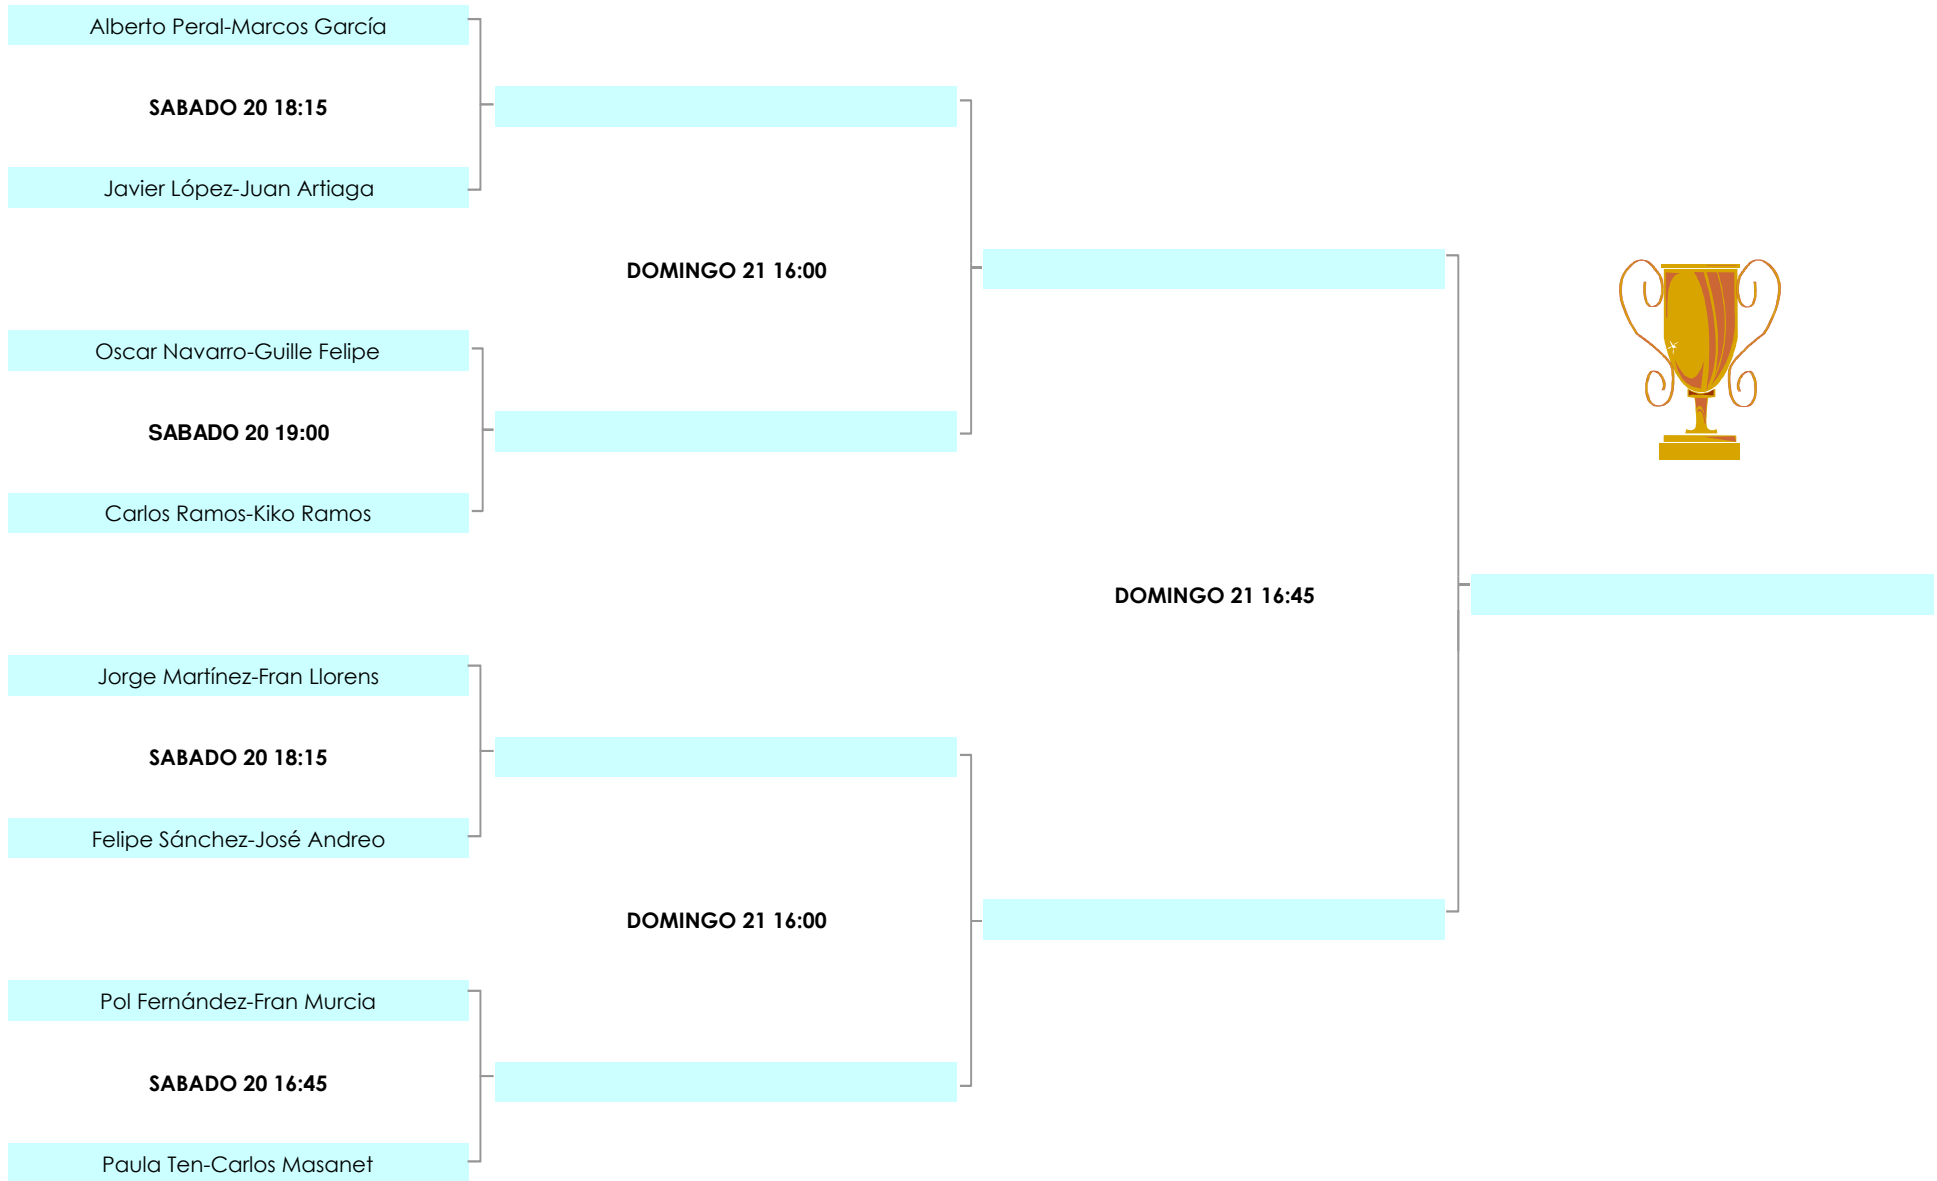 Alberto Peral-Marcos García
SABADO 20 18:15
Javier López-Juan Artiaga
DOMINGO 21 16:00
Oscar Navarro-Guille Felipe
SABADO 20 19:00
Carlos Ramos-Kiko Ramos
DOMINGO 21 16:45
Jorge Martínez-Fran Llorens
SABADO 20 18:15
Felipe Sánchez-José Andreo
DOMINGO 21 16:00
Pol Fernández-Fran Murcia
SABADO 20 16:45
Paula Ten-Carlos Masanet